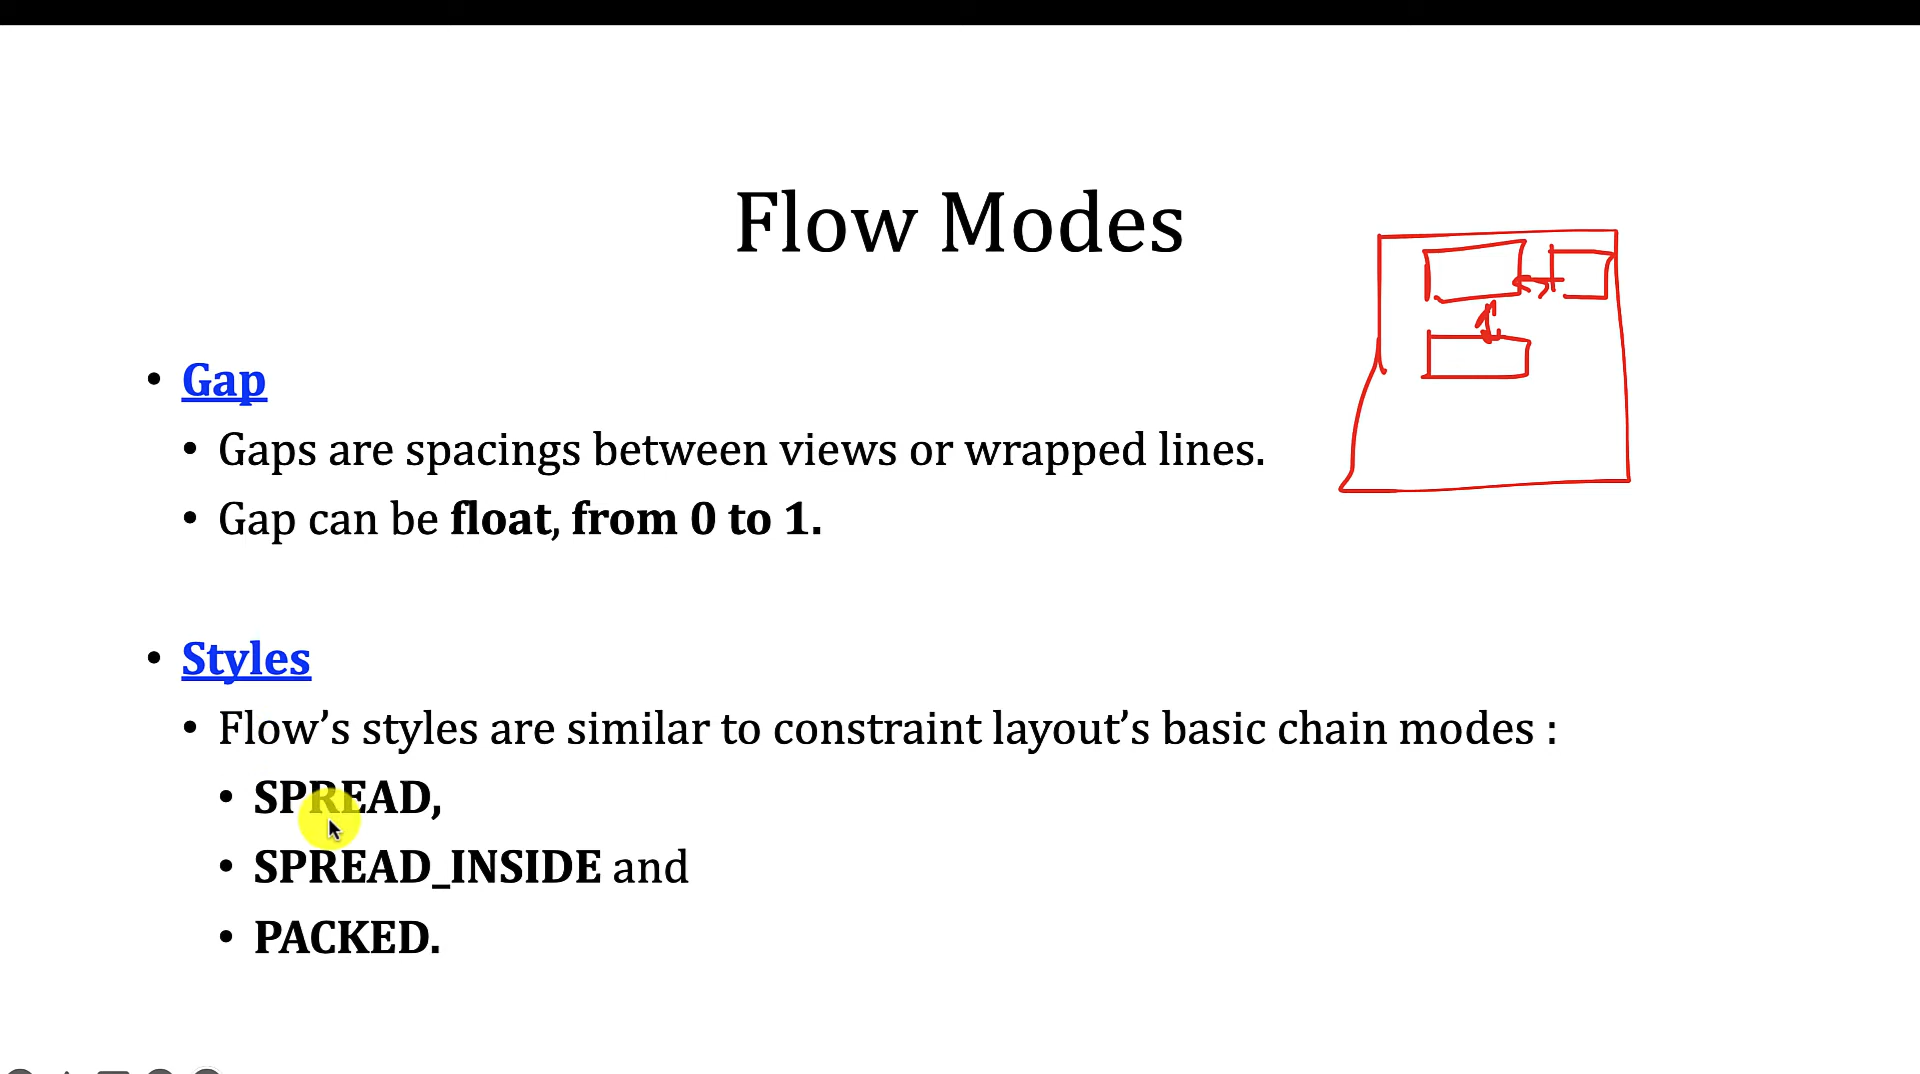 Flow Modes
• Gap
• Gaps are spacings between views or wrapped lines.
• Gap can be float, from 0 to 1.
• Styles
• Flow’s styles are similar to constraint layout’s basic chain modes :
• SPREAD,
• SPREAD_INSIDE and
• PACKED.